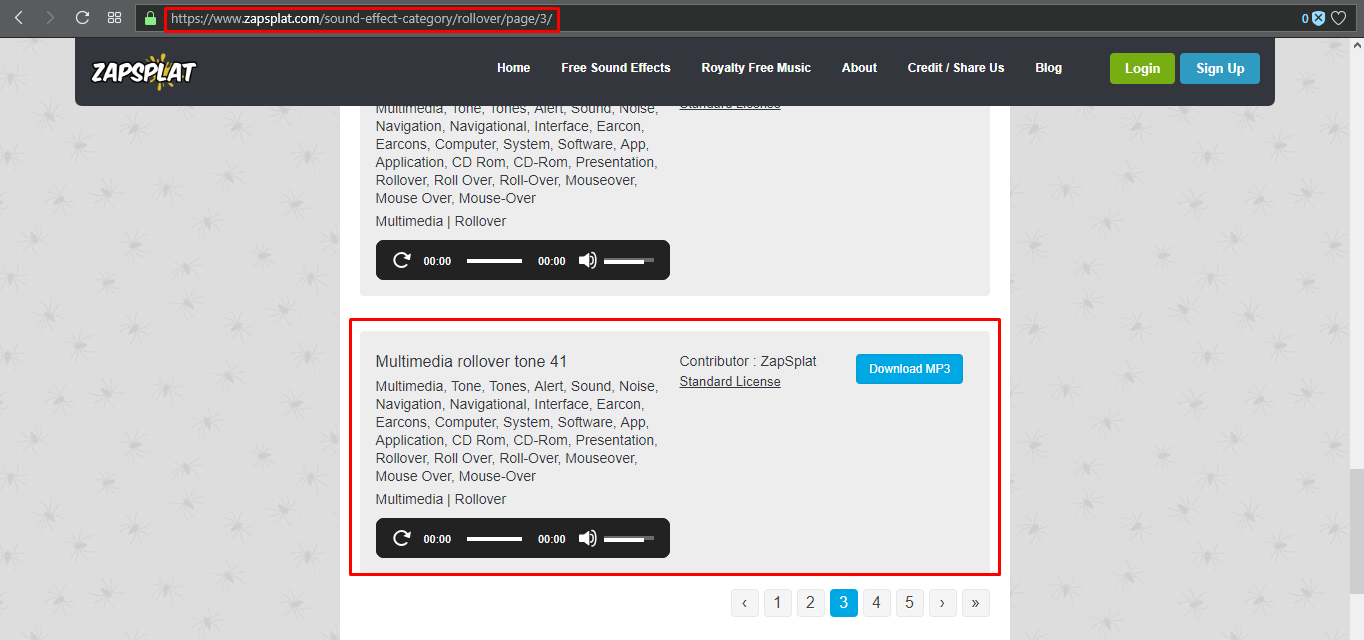 https://www.zapsplat.com/sound-effect-category/rollover/page/3/
0
ZAPSPLAT
Home
Free Sound Effects
Royalty Free Music
About
Credit / Share Us
Blog
Login
Sign Up
Multimedia, Tone, Tones, Alert, Sound, Noise,
Navigation, Navigational, Interface, Earcon,
Earcons, Computer, System, Software, App,
Application, CD Rom, CD-Rom, Presentation,
Rollover, Roll Over, Roll-Over, Mouseover,
Mouse Over, Mouse-Over
Multimedia | Rollover
Standard License
00:00
00:00
Multimedia rollover tone 41
Multimedia, Tone, Tones, Alert, Sound, Noise,
Navigation, Navigational, Interface, Earcon,
Earcons, Computer, System, Software, App,
Application, CD Rom, CD-Rom, Presentation,
Rollover, Roll Over, Roll-Over, Mouseover,
Mouse Over, Mouse-Over
Multimedia | Rollover
Contributor : ZapSplat
Standard License
Download MP3
00:00
00:00
‹ 1 2 3 4 5 › »